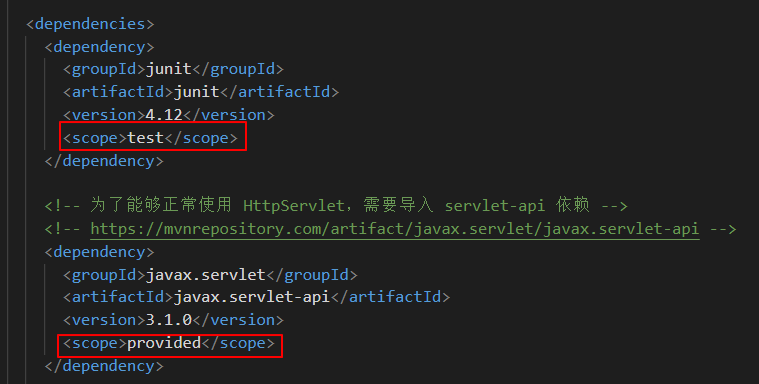 <dependencies>
<dependency>
<groupId>junit</groupId>
<artifactId>junit</artifactId>
<version>4.12</version>
<scope>test</scope>
</dependency>
<!-- 为了能够正常使用 HttpServlet，需要导入 servlet-api 依赖 -->
<!-- https://mvnrepository.com/artifact/javax.servlet/javax.servlet-api -->
<dependency>
<groupId>javax.servlet</groupId>
<artifactId>javax.servlet-api</artifactId>
<version>3.1.0</version>
<scope>provided</scope>
</dependency>